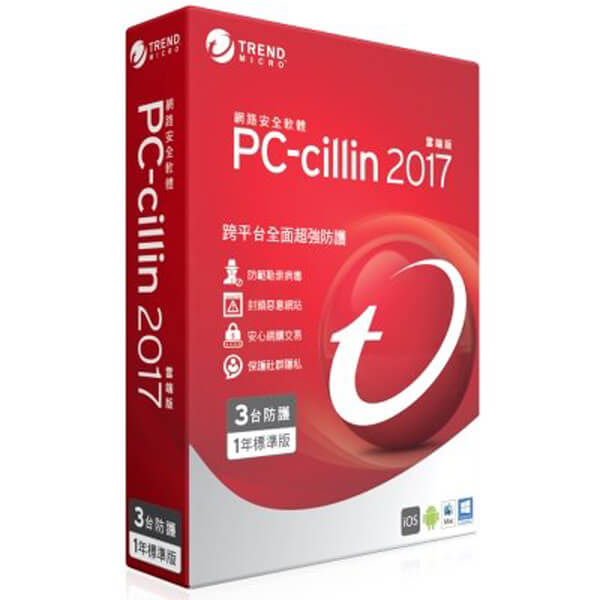 TREND
MICRO
網路安全軟體
PC-cillin 2017
雲端版
跨平台全面超強防護
防範勒索病毒
封鎖惡意網站
安心網購交易
保護社群隱私
3台防護
1年標準版
iOS
Mac
Windows
網路安全軟體
PC-cillin 2017
雲端版
3台防護
1年標準版